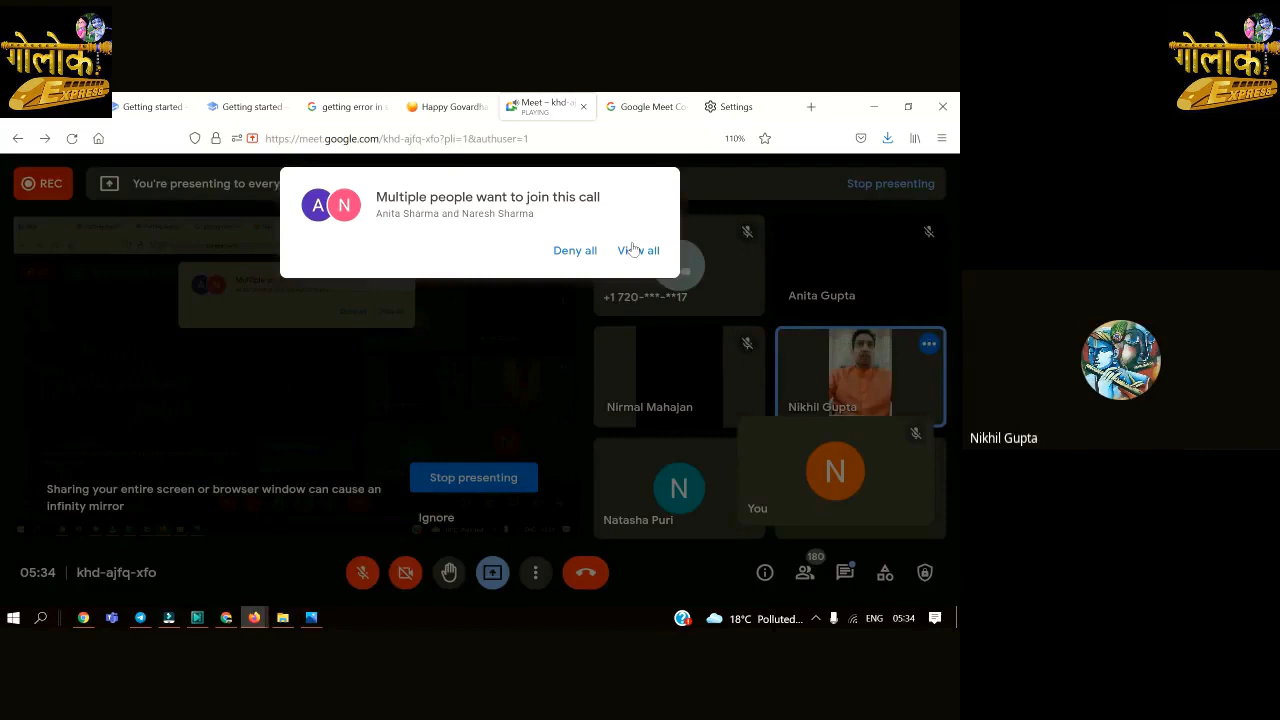 गोलोक
EXPRESS
गोलोक
EXPRESS
Getting started
Getting started
getting error in s
Happy Govardha
Meet – khd-aj
PLAYING
Google Meet Co
Settings
https://meet.google.com/khd-ajfq-xfo?pli=1&authuser=1
110%
REC
You're presenting to every
Stop presenting
A N
Multiple people want to join this call
Anita Sharma and Naresh Sharma
Deny all
View all
+1 720-***-**17
Anita Gupta
Nirmal Mahajan
Nikhil Gupta
Nikhil Gupta
Stop presenting
Sharing your entire screen or browser window can cause an
infinity mirror
Ignore
N
Natasha Puri
N
You
05:34 | khd-ajfq-xfo
180
18°C Polluted...
ENG
05:34